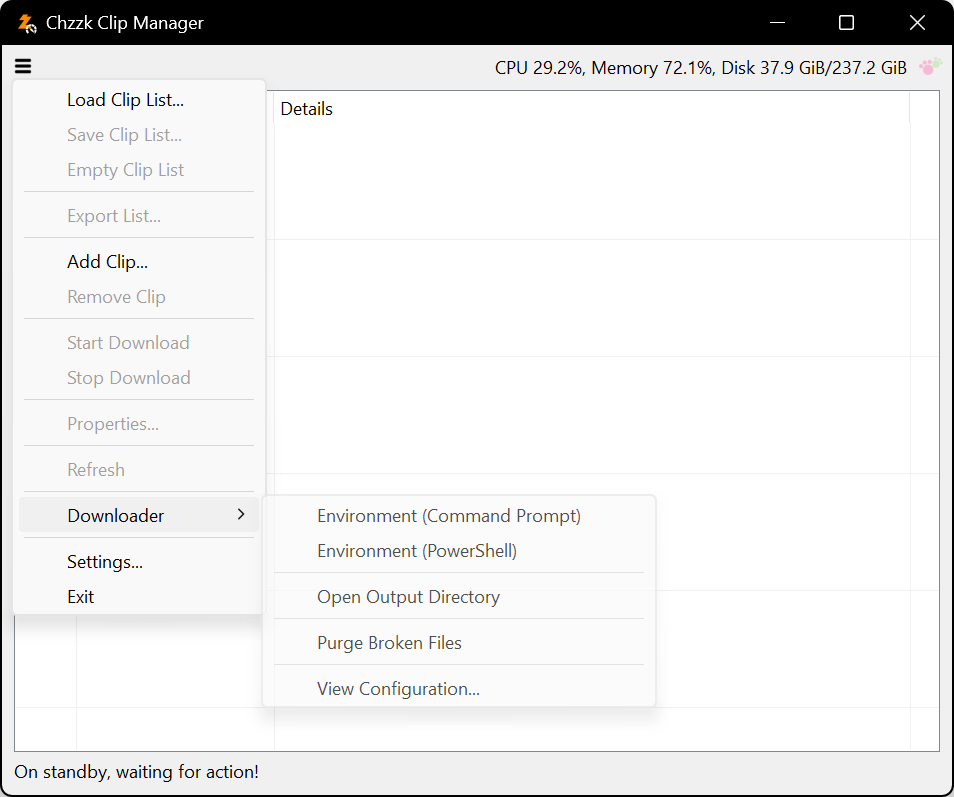 Chzzk Clip Manager
CPU 29.2%, Memory 72.1%, Disk 37.9 GiB/237.2 GiB
Load Clip List...
Save Clip List...
Empty Clip List
Export List...
Add Clip...
Remove Clip
Start Download
Stop Download
Properties...
Refresh
Downloader
Settings...
Exit
Details
Environment (Command Prompt)
Environment (PowerShell)
Open Output Directory
Purge Broken Files
View Configuration...
On standby, waiting for action!